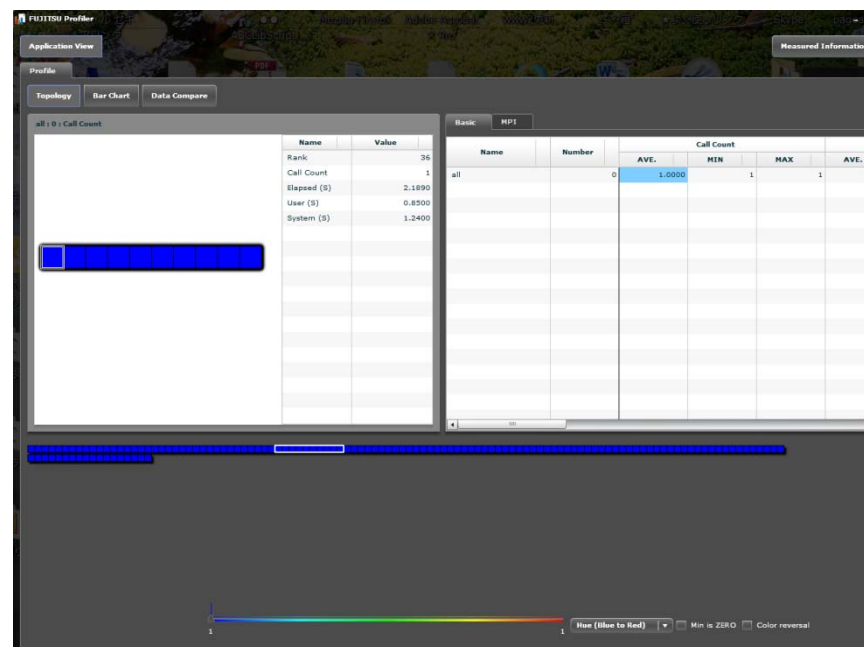 FUJITSU Profiler
Application View
Measured Informatio
Profile
Topology Bar Chart Data Compare
all : 0 : Call Count
Name Value
Rank 36
Call Count 1
Elapsed (S) 2.1890
User (S) 0.8500
System (S) 1.2400
Basic MPI
Name Number Call Count
AVE. MIN MAX AVE.
all 0 1.0000 1 1
1 1
Hue (Blue to Red) Min is ZERO Color reversal